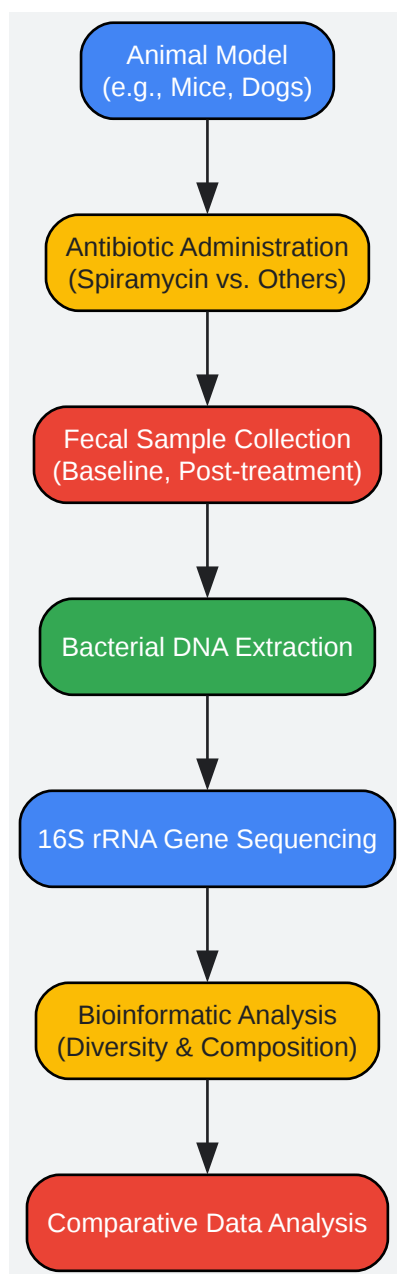 Animal Model
(e.g., Mice, Dogs)
Antibiotic Administration
(Spiramycin vs. Others)
Fecal Sample Collection
(Baseline, Post-treatment)
Bacterial DNA Extraction
16S rRNA Gene Sequencing
Bioinformatic Analysis
(Diversity & Composition)
Comparative Data Analysis